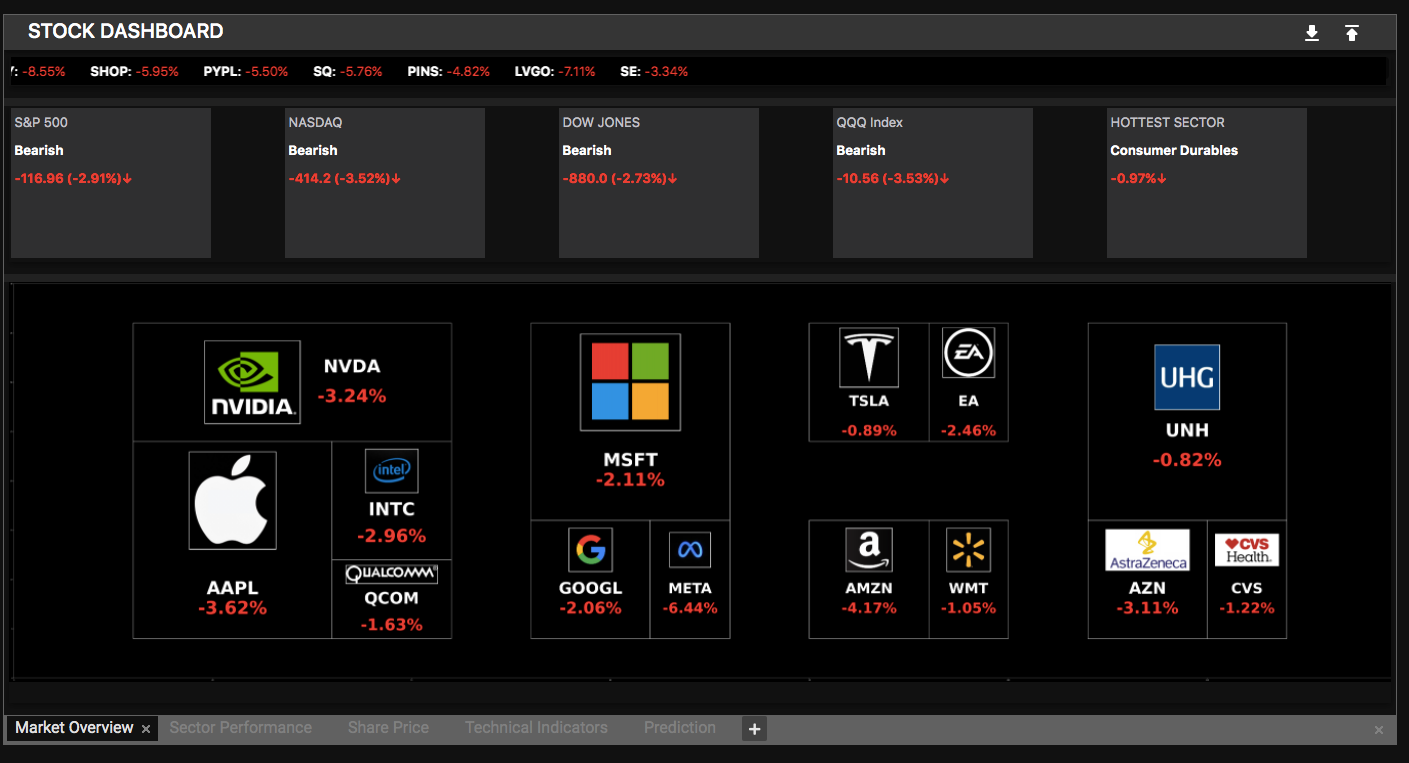 STOCK DASHBOARD
: -8.55% SHOP: -5.95% PYPL: -5.50% SQ: -5.76% PINS: -4.82% LVGO: -7.11% SE: -3.34%
S&P 500
Bearish
-116.96 (-2.91%)↓
NASDAQ
Bearish
-414.2 (-3.52%)↓
DOW JONES
Bearish
-880.0 (-2.73%)↓
QQQ Index
Bearish
-10.56 (-3.53%)↓
HOTTEST SECTOR
Consumer Durables
-0.97%↓
NVIDIA.
NVDA
-3.24%
AAPL
-3.62%
intel
INTC
-2.96%
QUALCOMM
QCOM
-1.63%
MSFT
-2.11%
G
GOOGL
-2.06%
META
-6.44%
TSLA
-0.89%
EA
EA
-2.46%
a
AMZN
-4.17%
WMT
-1.05%
UHG
UNH
-0.82%
AstraZeneca
AZN
-3.11%
CVS
Health.
CVS
-1.22%
Market Overview × Sector Performance Share Price Technical Indicators Prediction + ×